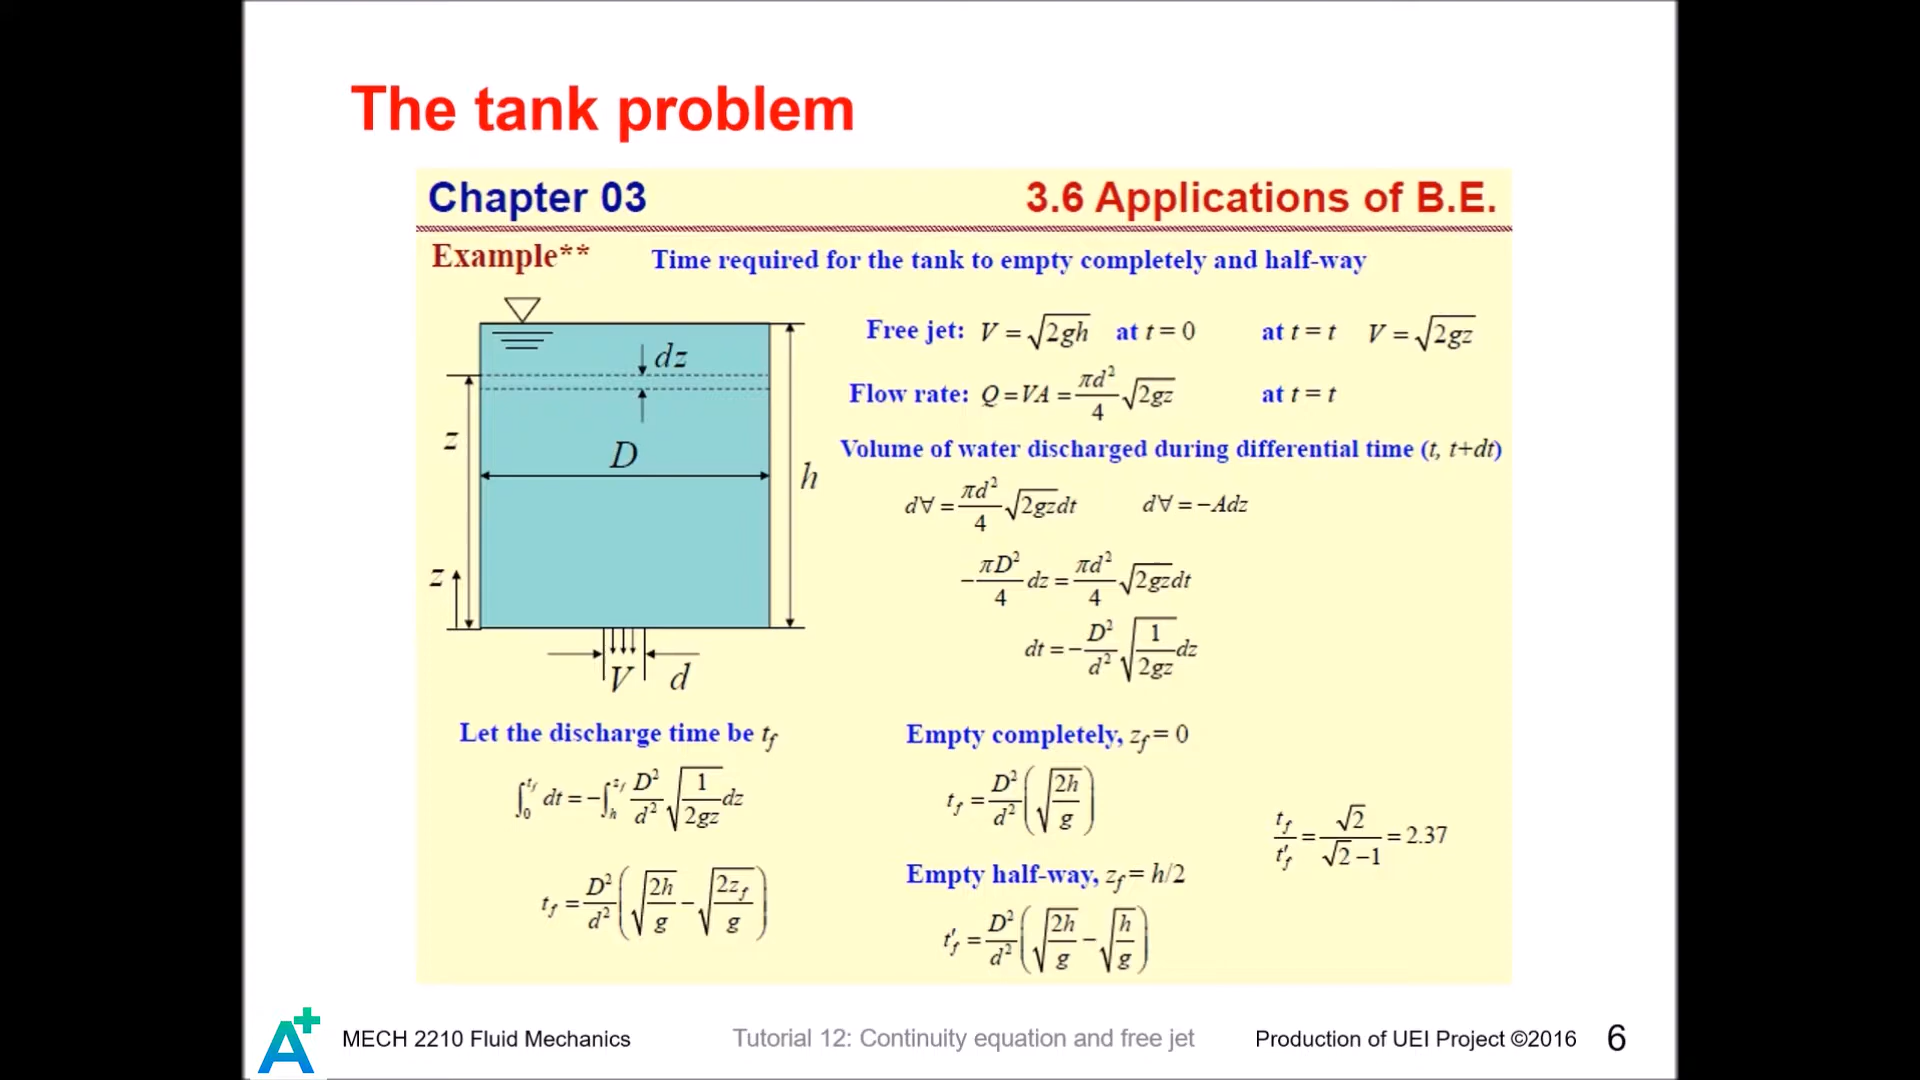 The tank problem
Chapter 03 3.6 Applications of B.E.
Example** Time required for the tank to empty completely and half-way
Free jet: V = √(2gh) at t = 0 at t = t V = √(2gz)
Flow rate: Q = VA = πd²/4 √(2gz) at t = t
Volume of water discharged during differential time (t, t+dt)
d∀ = πd²/4 √(2gz) dt d∀ = −Adz
−πD²/4 dz = πd²/4 √(2gz) dt
dt = −D²/d² √(1/2gz) dz
dz
z
D
h
z
V d
Let the discharge time be t_f
∫₀^{t_f} dt = −∫_h^{z_f} D²/d² √(1/2gz) dz
t_f = D²/d² (√(2h/g) − √(2z_f/g))
Empty completely, z_f = 0
t_f = D²/d² (√(2h/g))
Empty half-way, z_f = h/2
t′_f = D²/d² (√(2h/g) − √(h/g))
t_f/t′_f = √2/(√2−1) = 2.37
A+ MECH 2210 Fluid Mechanics Tutorial 12: Continuity equation and free jet Production of UEI Project ©2016 6